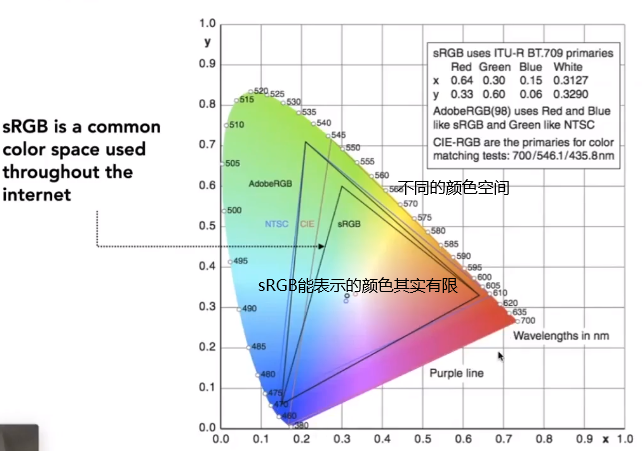 1.0
y
0.9
0.8
0.7
0.6
0.5
0.4
0.3
0.2
0.1
0.0
0.0 0.1 0.2 0.3 0.4 0.5 0.6 0.7 0.8 0.9 x 1.0
sRGB is a common
color space used
throughout the
internet
sRGB uses ITU-R BT.709 primaries
Red Green Blue White
x 0.64 0.30 0.15 0.3127
y 0.33 0.60 0.06 0.3290
AdobeRGB(98) uses Red and Blue
like sRGB and Green like NTSC
CIE-RGB are the primaries for color
matching tests: 700/546.1/435.8nm
520
525
515
530
535
510
540
545
550
505
555
560
不同的颜色空间
AdobeRGB
570
500
575
NTSC
CIE
sRGB
580
585
495
590
595
sRGB能表示的颜色其实有限
600
605
610
620
490
635
700
Wavelengths in nm
485
480
Purple line
475
470
460
380